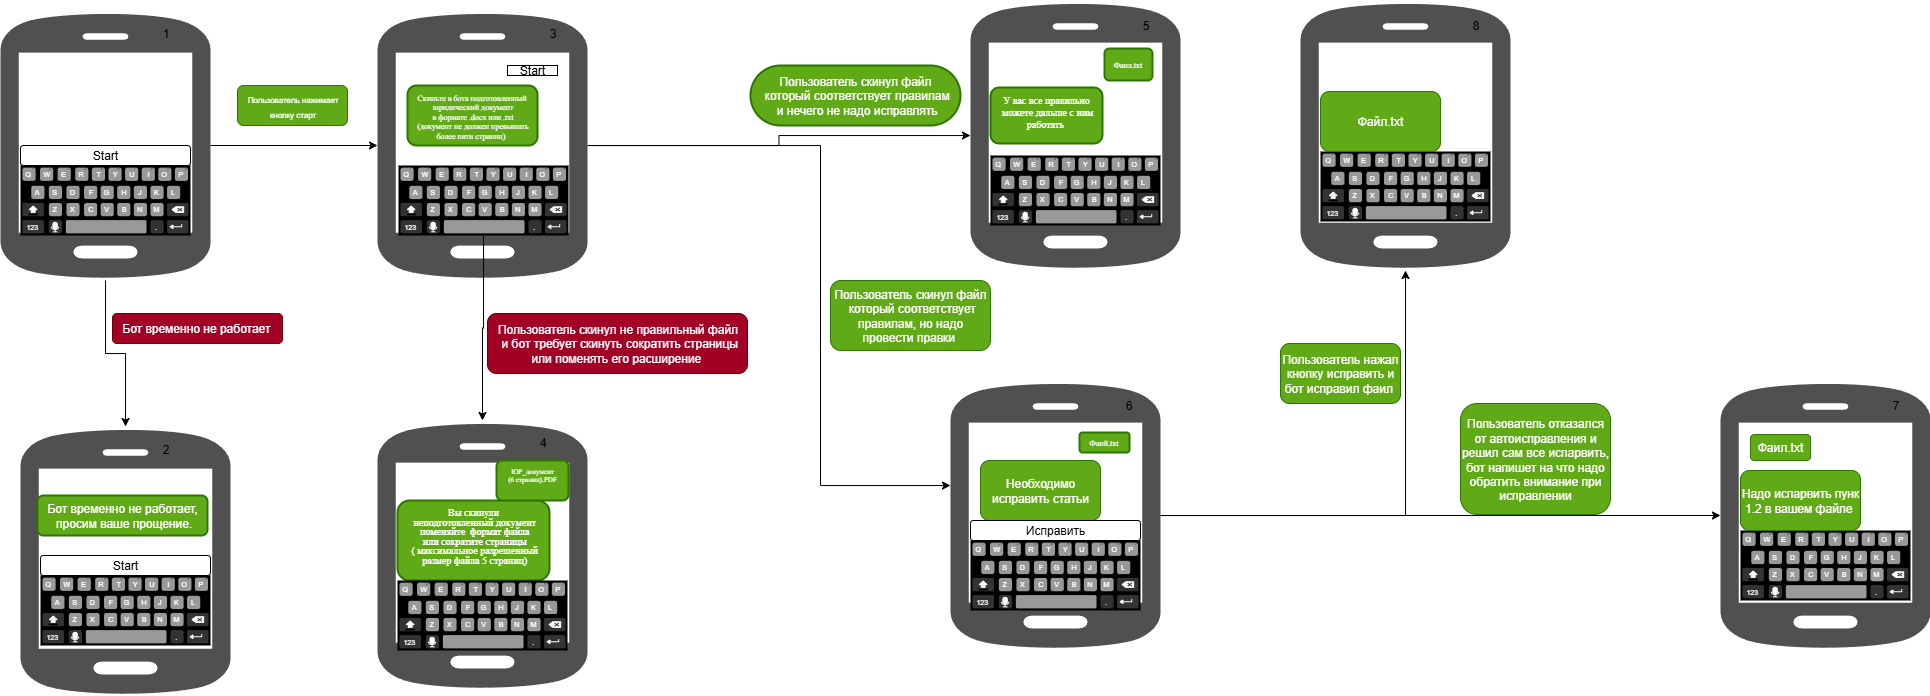 1
Start
Q W E R T Y U I O P
A S D F G H J K L
Z X C V B N M
123 .
Пользователь нажимает
кнопку старт
3
Start
Скиньте в бота подготовленный
юридический документ
в формате .docx или .txt
(документ не должен превышать
более пяти страниц)
Q W E R T Y U I O P
A S D F G H J K L
Z X C V B N M
123 .
Пользователь скинул файл
который соответствует правилам
и нечего не надо исправлять
5
Фаил.txt
У вас все правильно
можете дальше с ним
работать
Q W E R T Y U I O P
A S D F G H J K L
Z X C V B N M
123 .
8
Файл.txt
Q W E R T Y U I O P
A S D F G H J K L
Z X C V B N M
123 .
Бот временно не работает
Пользователь скинул не правильный файл
и бот требует скинуть сократить страницы
или поменять его расширение
Пользователь скинул файл
который соответствует
правилам, но надо
провести правки
Пользователь нажал
кнопку исправить и
бот исправил фаил
Пользователь отказался
от автоисправления и
решил сам все испарвить,
бот напишет на что надо
обратить внимание при
исправлении
2
Бот временно не работает,
просим ваше прощение.
Start
Q W E R T Y U I O P
A S D F G H J K L
Z X C V B N M
123 .
4
ЮР_документ
(6 страниц).PDF
Вы скинули
неподготовленный документ
поменяйте формат файла
или сократите страницы
( максимальное разрешенный
размер файла 5 страниц)
Q W E R T Y U I O P
A S D F G H J K L
Z X C V B N M
123 .
6
Фаил.txt
Необходимо
исправить статьи
Исправить
Q W E R T Y U I O P
A S D F G H J K L
Z X C V B N M
123 .
7
Фаил.txt
Надо испарвить пунк
1.2 в вашем файле
Q W E R T Y U I O P
A S D F G H J K L
Z X C V B N M
123 .